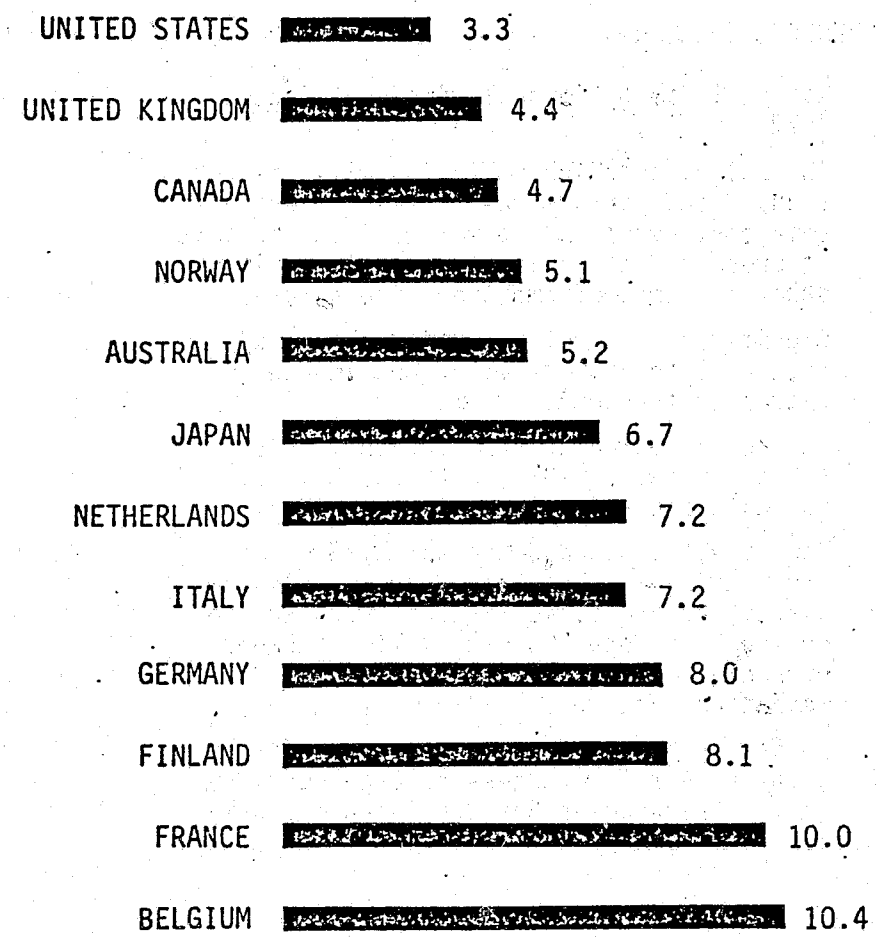 UNITED STATES 3.3
UNITED KINGDOM 4.4
CANADA 4.7
NORWAY 5.1
AUSTRALIA 5.2
JAPAN 6.7
NETHERLANDS 7.2
ITALY 7.2
GERMANY 8.0
FINLAND 8.1
FRANCE 10.0
BELGIUM 10.4